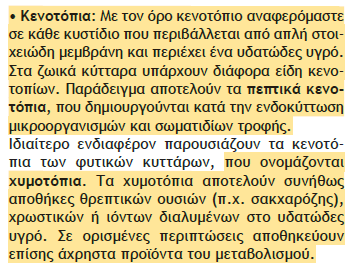 • Κενοτόπια: Με τον όρο κενοτόπιο αναφερόμαστε
σε κάθε κυστίδιο που περιβάλλεται από απλή στοι-
χειώδη μεμβράνη και περιέχει ένα υδατώδες υγρό.
Στα ζωικά κύτταρα υπάρχουν διάφορα είδη κενο-
τοπίων. Παράδειγμα αποτελούν τα πεπτικά κενο-
τόπια, που δημιουργούνται κατά την ενδοκύττωση
μικροοργανισμών και σωματιδίων τροφής.
Ιδιαίτερο ενδιαφέρον παρουσιάζουν τα κενοτό-
πια των φυτικών κυττάρων, που ονομάζονται
χυμοτόπια. Τα χυμοτόπια αποτελούν συνήθως
αποθήκες θρεπτικών ουσιών (π.χ. σακχαρόζης),
χρωστικών ή ιόντων διαλυμένων στο υδατώδες
υγρό. Σε ορισμένες περιπτώσεις αποθηκεύουν
επίσης άχρηστα προϊόντα του μεταβολισμού.